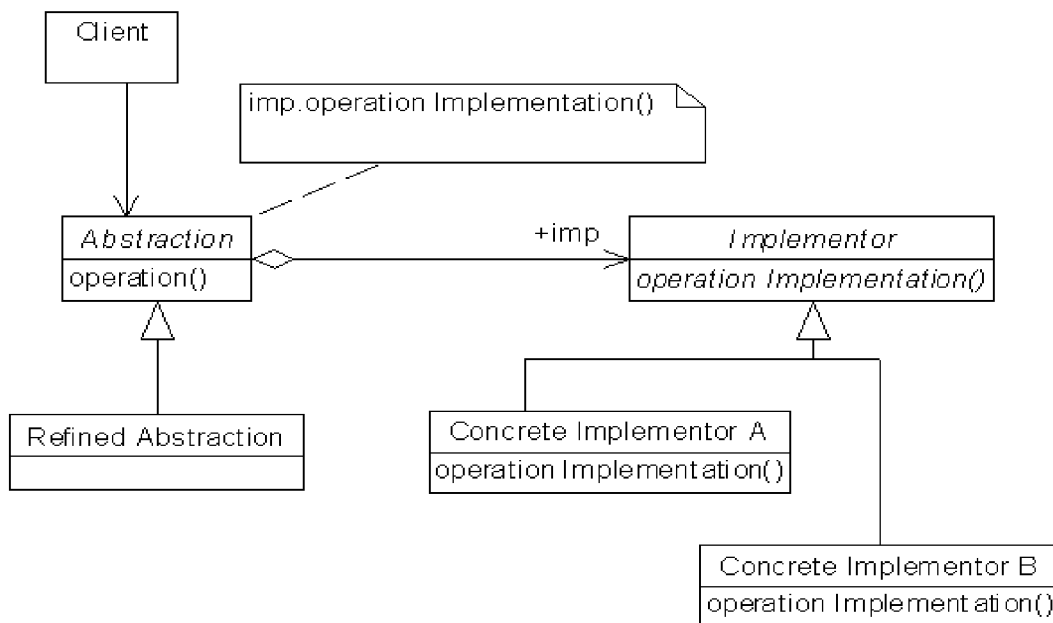 Client
imp.operation Implementation()
Abstraction
operation()
+imp
Implementor
operation Implementation()
Refined Abstraction
Concrete Implementor A
operation Implementation()
Concrete Implementor B
operation Implementation()